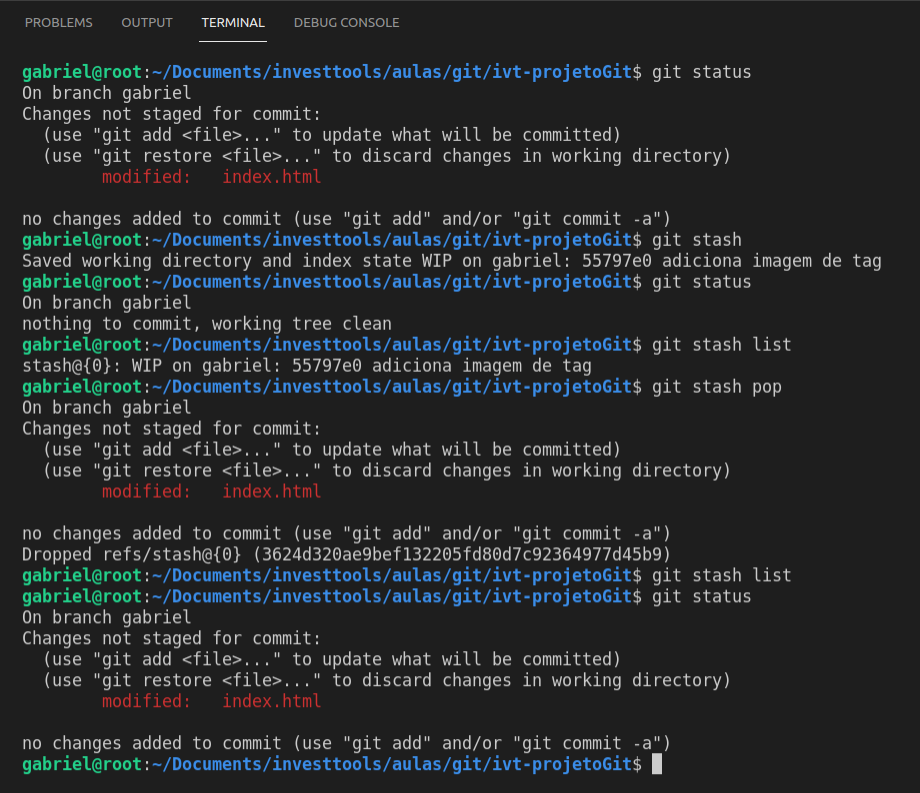 PROBLEMS OUTPUT TERMINAL DEBUG CONSOLE
gabriel@root:~/Documents/investtools/aulas/git/ivt-projetoGit$ git status
On branch gabriel
Changes not staged for commit:
  (use "git add <file>..." to update what will be committed)
  (use "git restore <file>..." to discard changes in working directory)
        modified:   index.html

no changes added to commit (use "git add" and/or "git commit -a")
gabriel@root:~/Documents/investtools/aulas/git/ivt-projetoGit$ git stash
Saved working directory and index state WIP on gabriel: 55797e0 adiciona imagem de tag
gabriel@root:~/Documents/investtools/aulas/git/ivt-projetoGit$ git status
On branch gabriel
nothing to commit, working tree clean
gabriel@root:~/Documents/investtools/aulas/git/ivt-projetoGit$ git stash list
stash@{0}: WIP on gabriel: 55797e0 adiciona imagem de tag
gabriel@root:~/Documents/investtools/aulas/git/ivt-projetoGit$ git stash pop
On branch gabriel
Changes not staged for commit:
  (use "git add <file>..." to update what will be committed)
  (use "git restore <file>..." to discard changes in working directory)
        modified:   index.html

no changes added to commit (use "git add" and/or "git commit -a")
Dropped refs/stash@{0} (3624d320ae9bef132205fd80d7c92364977d45b9)
gabriel@root:~/Documents/investtools/aulas/git/ivt-projetoGit$ git stash list
gabriel@root:~/Documents/investtools/aulas/git/ivt-projetoGit$ git status
On branch gabriel
Changes not staged for commit:
  (use "git add <file>..." to update what will be committed)
  (use "git restore <file>..." to discard changes in working directory)
        modified:   index.html

no changes added to commit (use "git add" and/or "git commit -a")
gabriel@root:~/Documents/investtools/aulas/git/ivt-projetoGit$